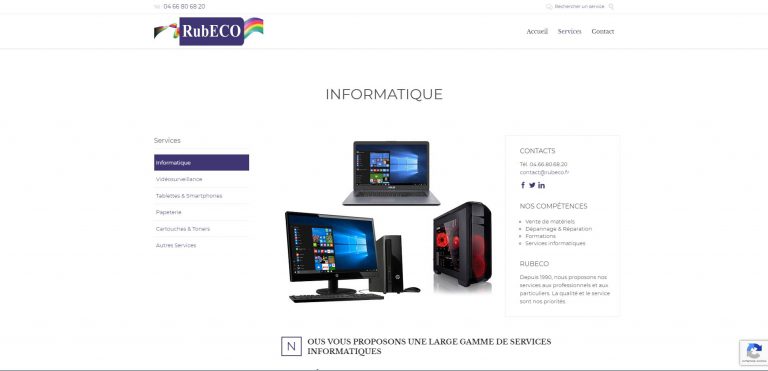 Tél : 04 66 80 68 20
Rechercher un service
RubECO
Accueil
Services
Contact
INFORMATIQUE
Services
Informatique
Vidéosurveillance
Tablettes & Smartphones
Papeterie
Cartouches & Toners
Autres Services
CONTACTS
Tél. 04 66 80 68 20
contact@rubeco.fr
NOS COMPÉTENCES
Vente de matériels
Dépannage & Réparation
Formations
Services informatiques
RUBECO
Depuis 1990, nous proposons nos
services aux professionnels et aux
particuliers. La qualité et le service
sont nos priorités.
NOUS VOUS PROPOSONS UNE LARGE GAMME DE SERVICES
INFORMATIQUES